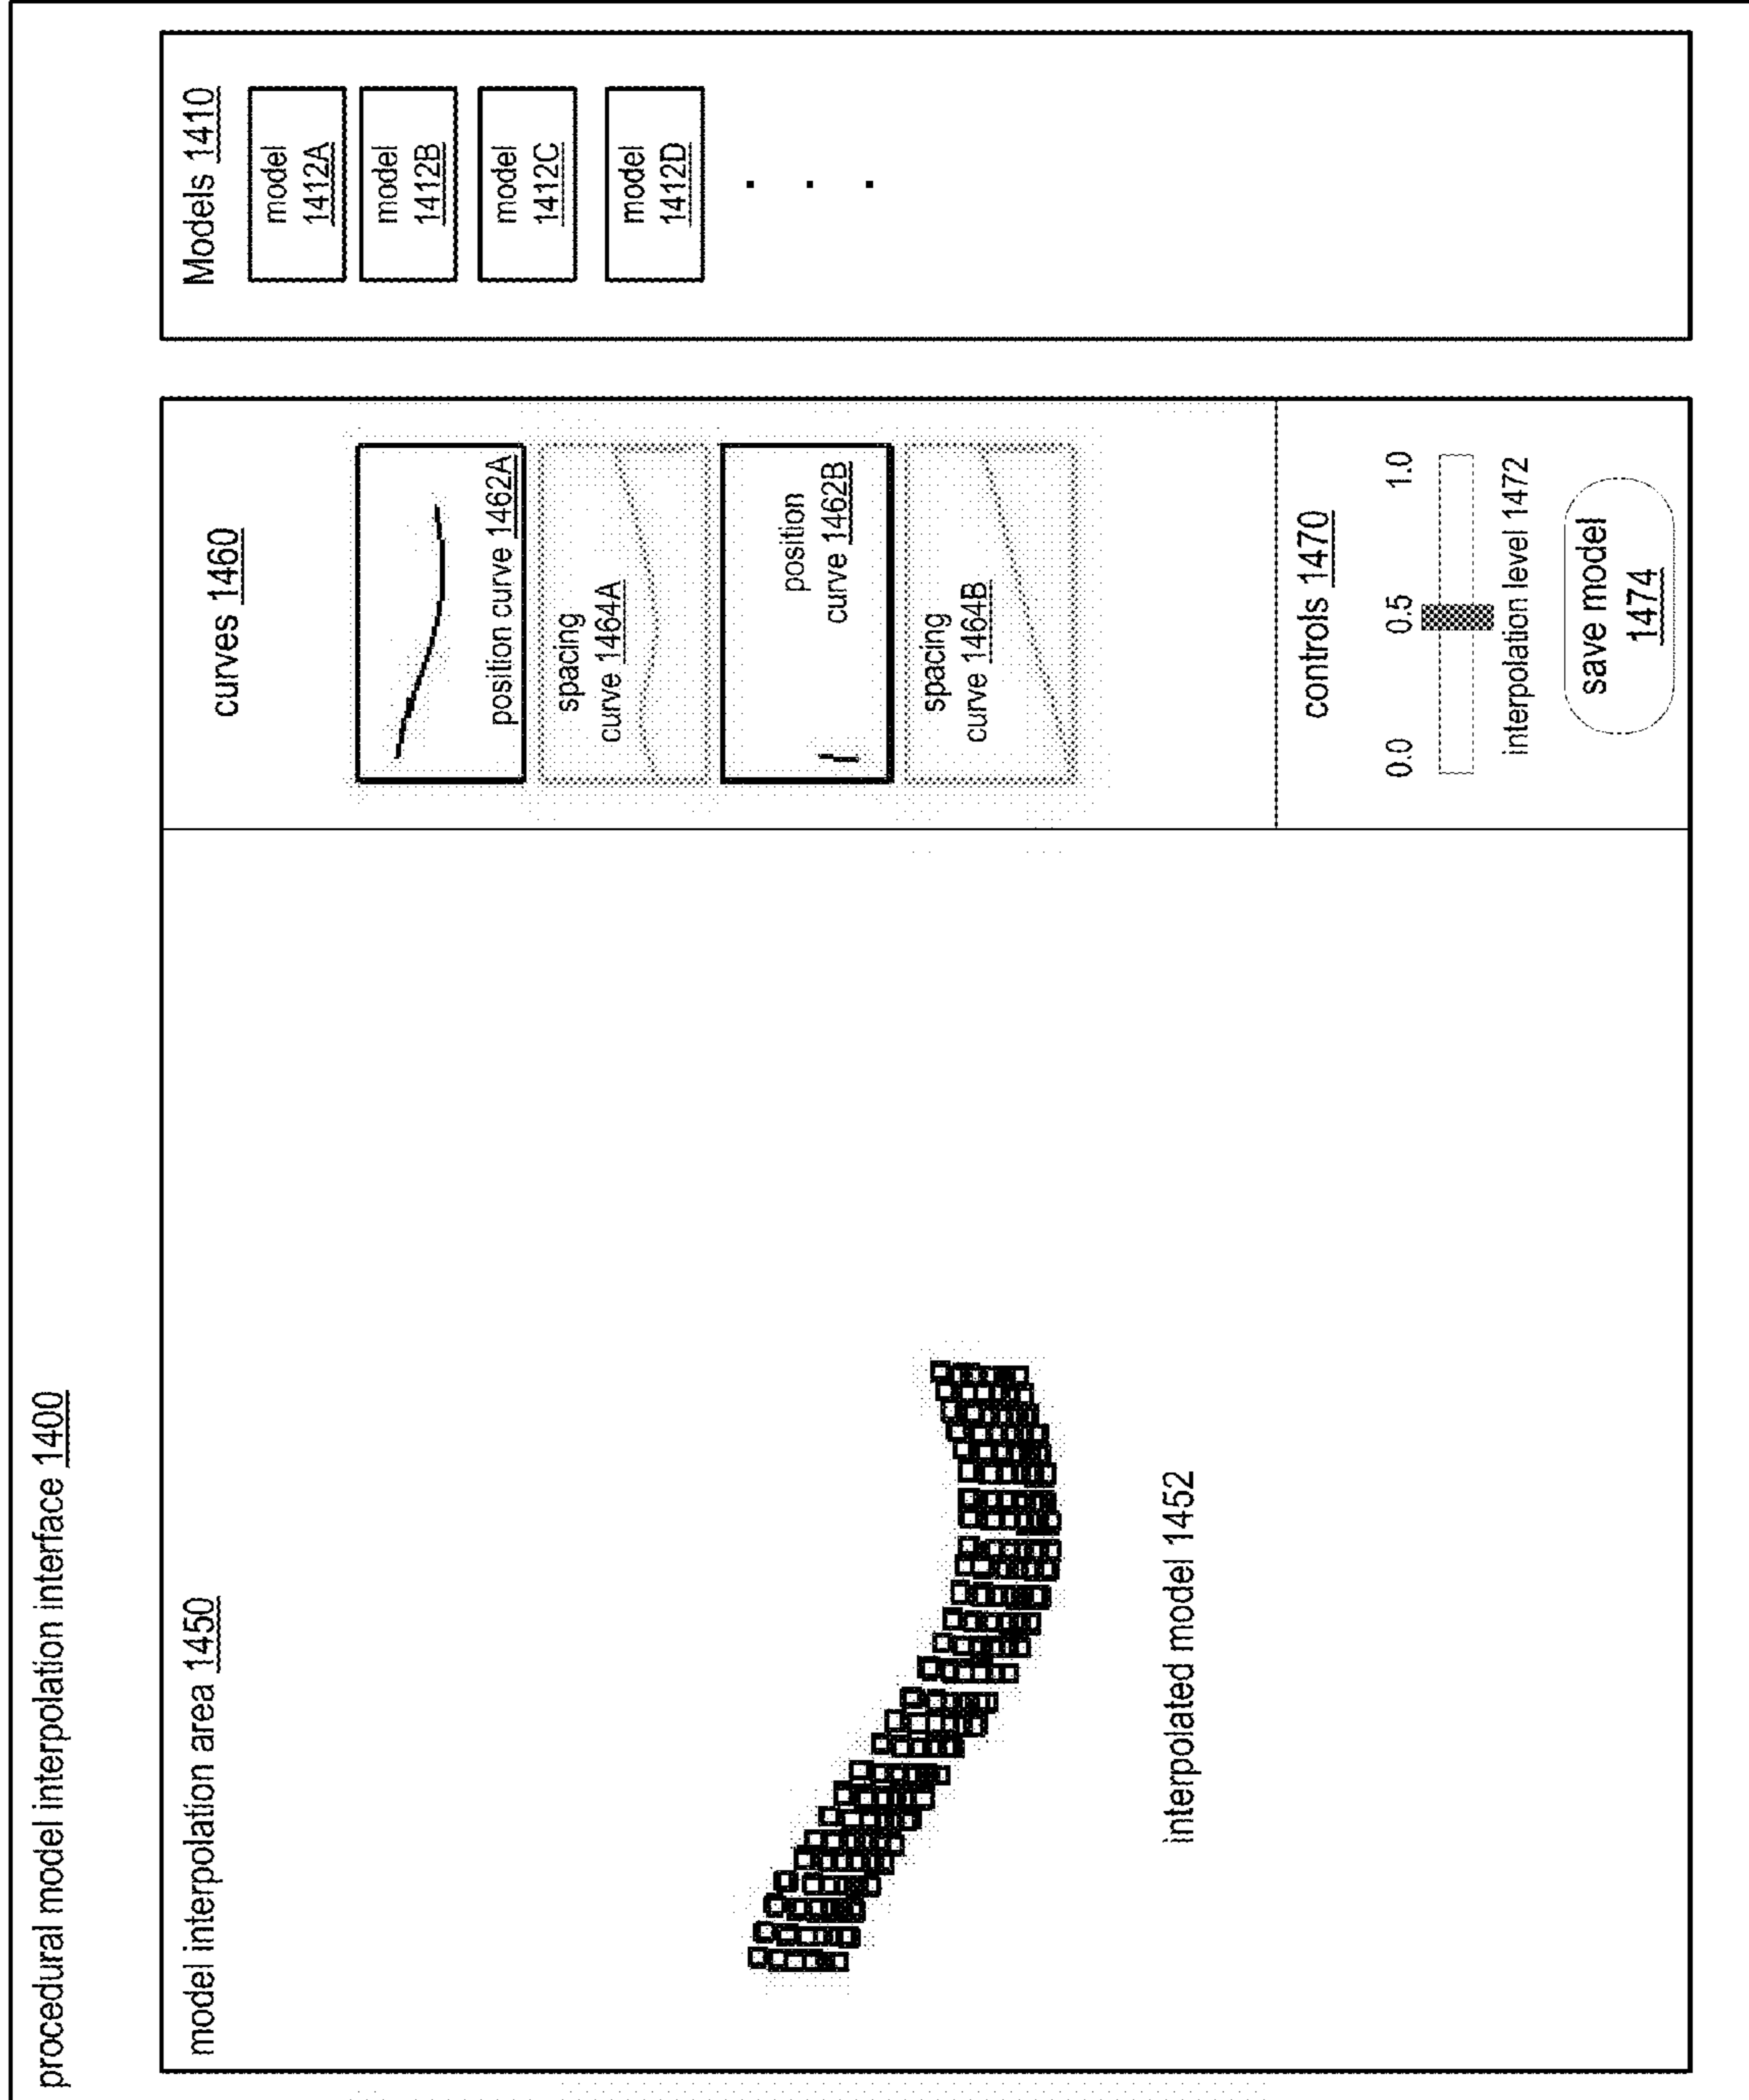 procedural model interpolation interface 1400
model interpolation area 1450
interpolated model 1452
curves 1460
position curve 1462A
spacing
curve 1464A
position
curve 1462B
spacing
curve 1464B
controls 1470
0.0 0.5 1.0
interpolation level 1472
save model
1474
Models 1410
model
1412A
model
1412B
model
1412C
model
1412D
. . .